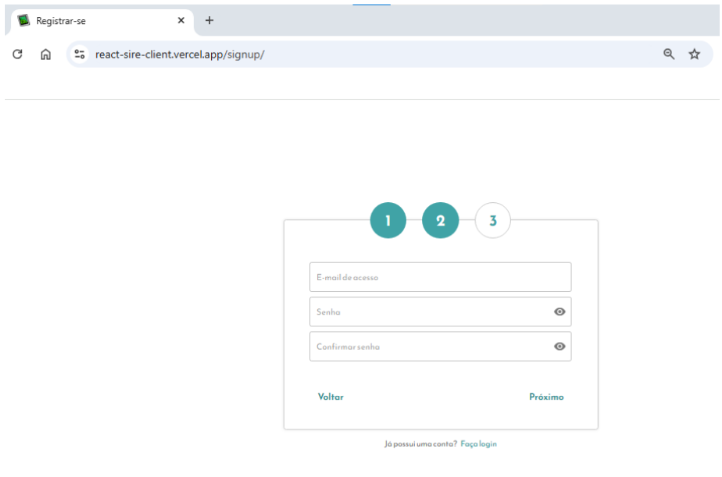 Registrar-se
react-sire-client.vercel.app/signup/
1 2 3
E-mail de acesso
Senha
Confirmar senha
Voltar Próximo
Já possui uma conta? Faça login